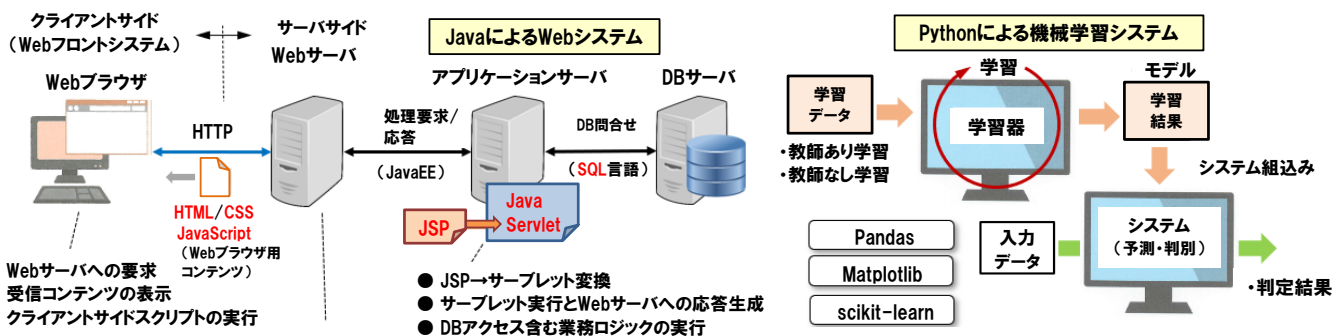 クライアントサイド
（Webフロントシステム）
サーバサイド
Webサーバ
Webブラウザ
HTTP
HTML/CSS
JavaScript
（Webブラウザ用
コンテンツ）
Webサーバへの要求
受信コンテンツの表示
クライアントサイドスクリプトの実行
JavaによるWebシステム
アプリケーションサーバ
DBサーバ
処理要求/
応答
（JavaEE）
DB問合せ
（SQL言語）
JSP
Java
Servlet
● JSP→サーブレット変換
● サーブレット実行とWebサーバへの応答生成
● DBアクセス含む業務ロジックの実行
Pythonによる機械学習システム
学習
モデル
学習
データ
学習器
学習
結果
・教師あり学習
・教師なし学習
システム組込み
Pandas
Matplotlib
scikit-learn
入力
データ
システム
（予測・判別）
・判定結果